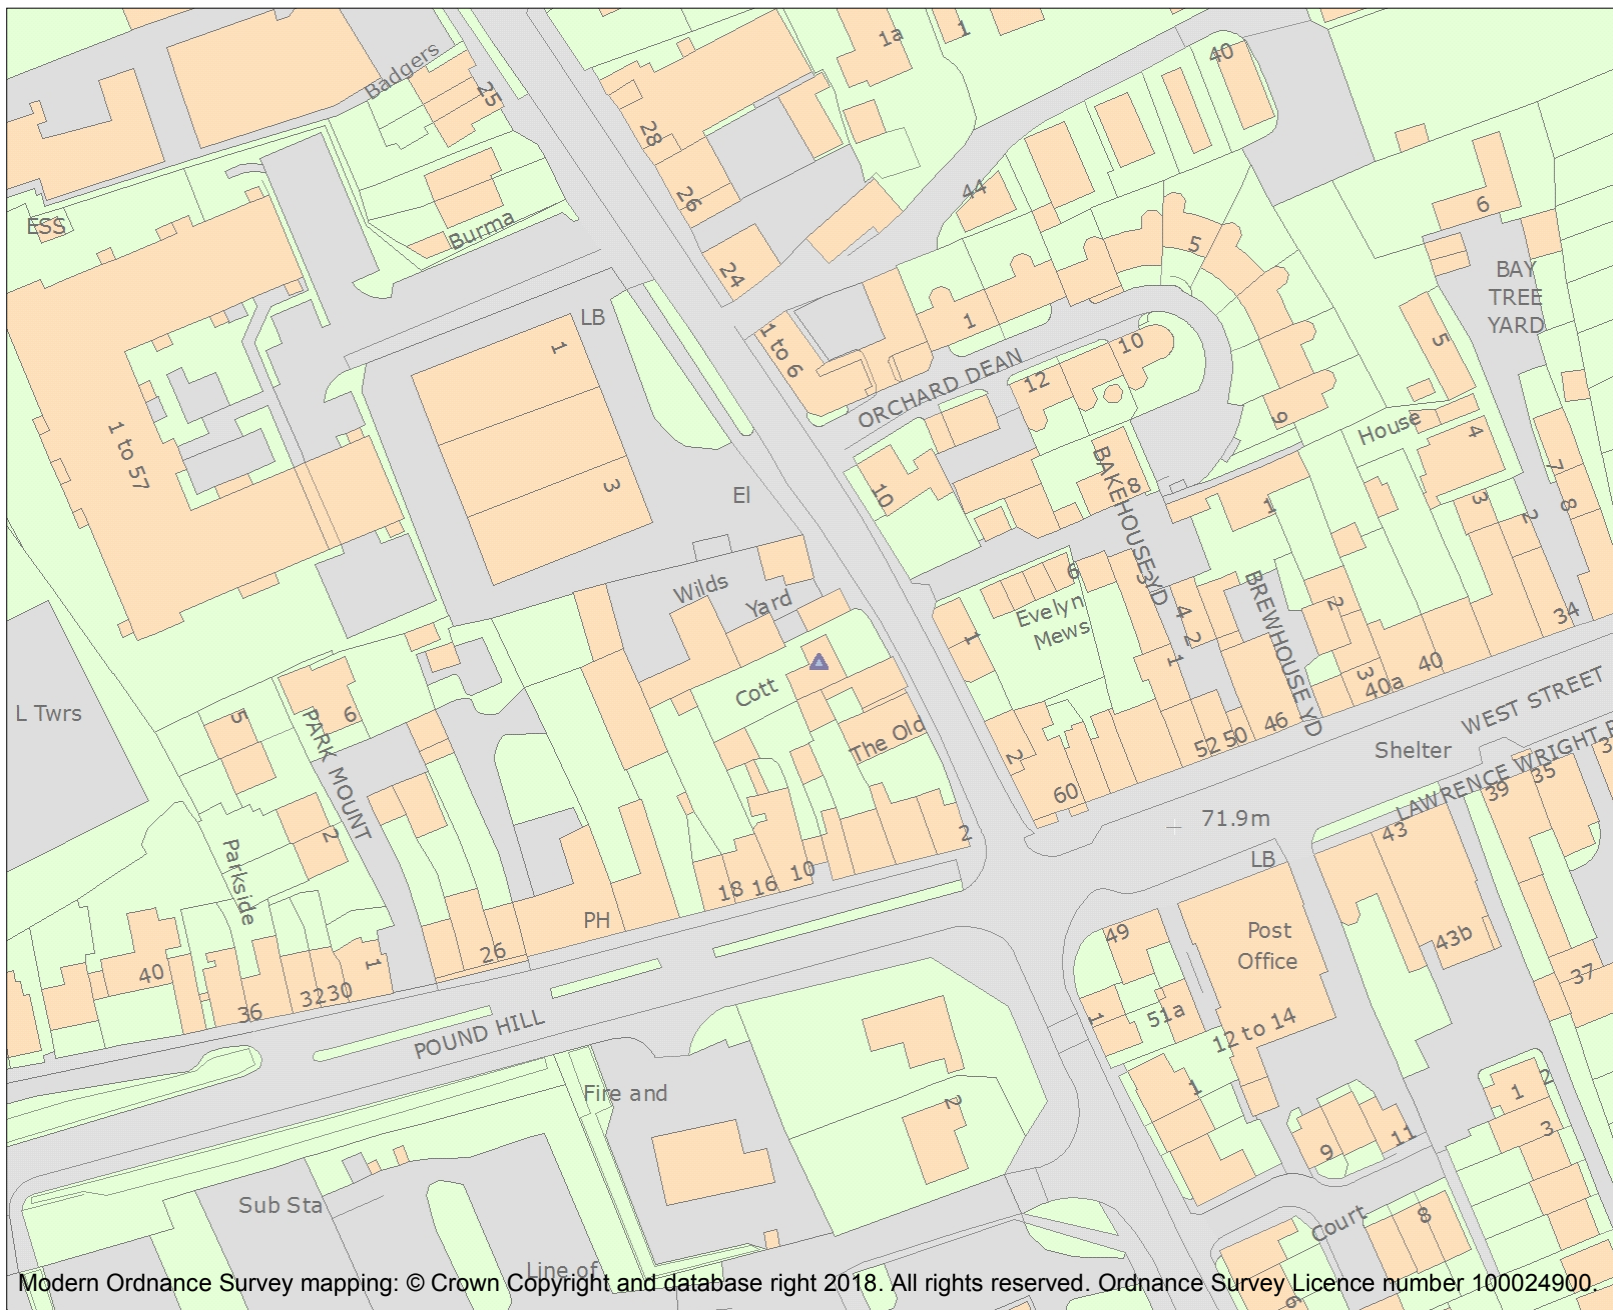 Badgers
25
1a
1
40
28
26
44
ESS
Burma
24
5
6
BAY
TREE
YARD
LB
1
1 to 6
1
10
5
ORCHARD DEAN
12
9
House
4
1 to 57
3
El
10
BAKEHOUSE YD
8
1
3
2
7
8
Wilds
Yard
6
3
Evelyn
Mews
1
4
2
1
BREWHOUSE YD
2
34
3
40
40a
Cott
L Twrs
5
6
PARK MOUNT
The Old
2
52
50
46
WEST STREET
Shelter
LAWRENCE WRIGHT
60
71.9m
39
35
43
LB
2
2
Parkside
18
16
10
PH
26
49
Post
Office
43b
37
40
1
36
32
30
POUND HILL
1
51a
12 to 14
Fire and
2
1
1
2
3
9
11
Sub Sta
Court
8
Line of
6
Modern Ordnance Survey mapping: © Crown Copyright and database right 2018. All rights reserved. Ordnance Survey Licence number 100024900.